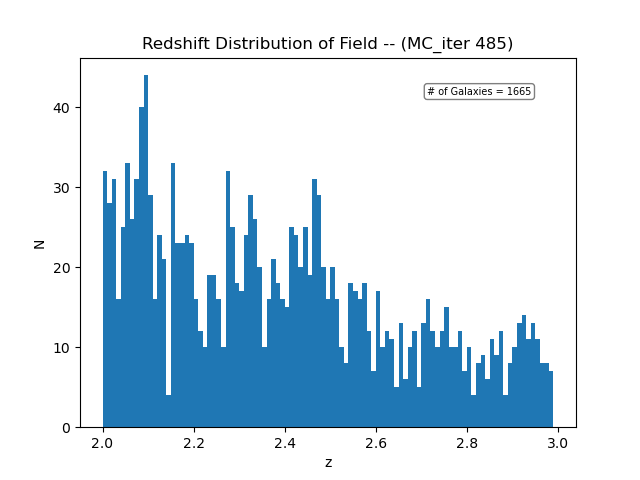 Redshift Distribution of Field -- (MC_iter 485)
# of Galaxies = 1665
40
30
20
10
0
N
2.0 2.2 2.4 2.6 2.8 3.0
z